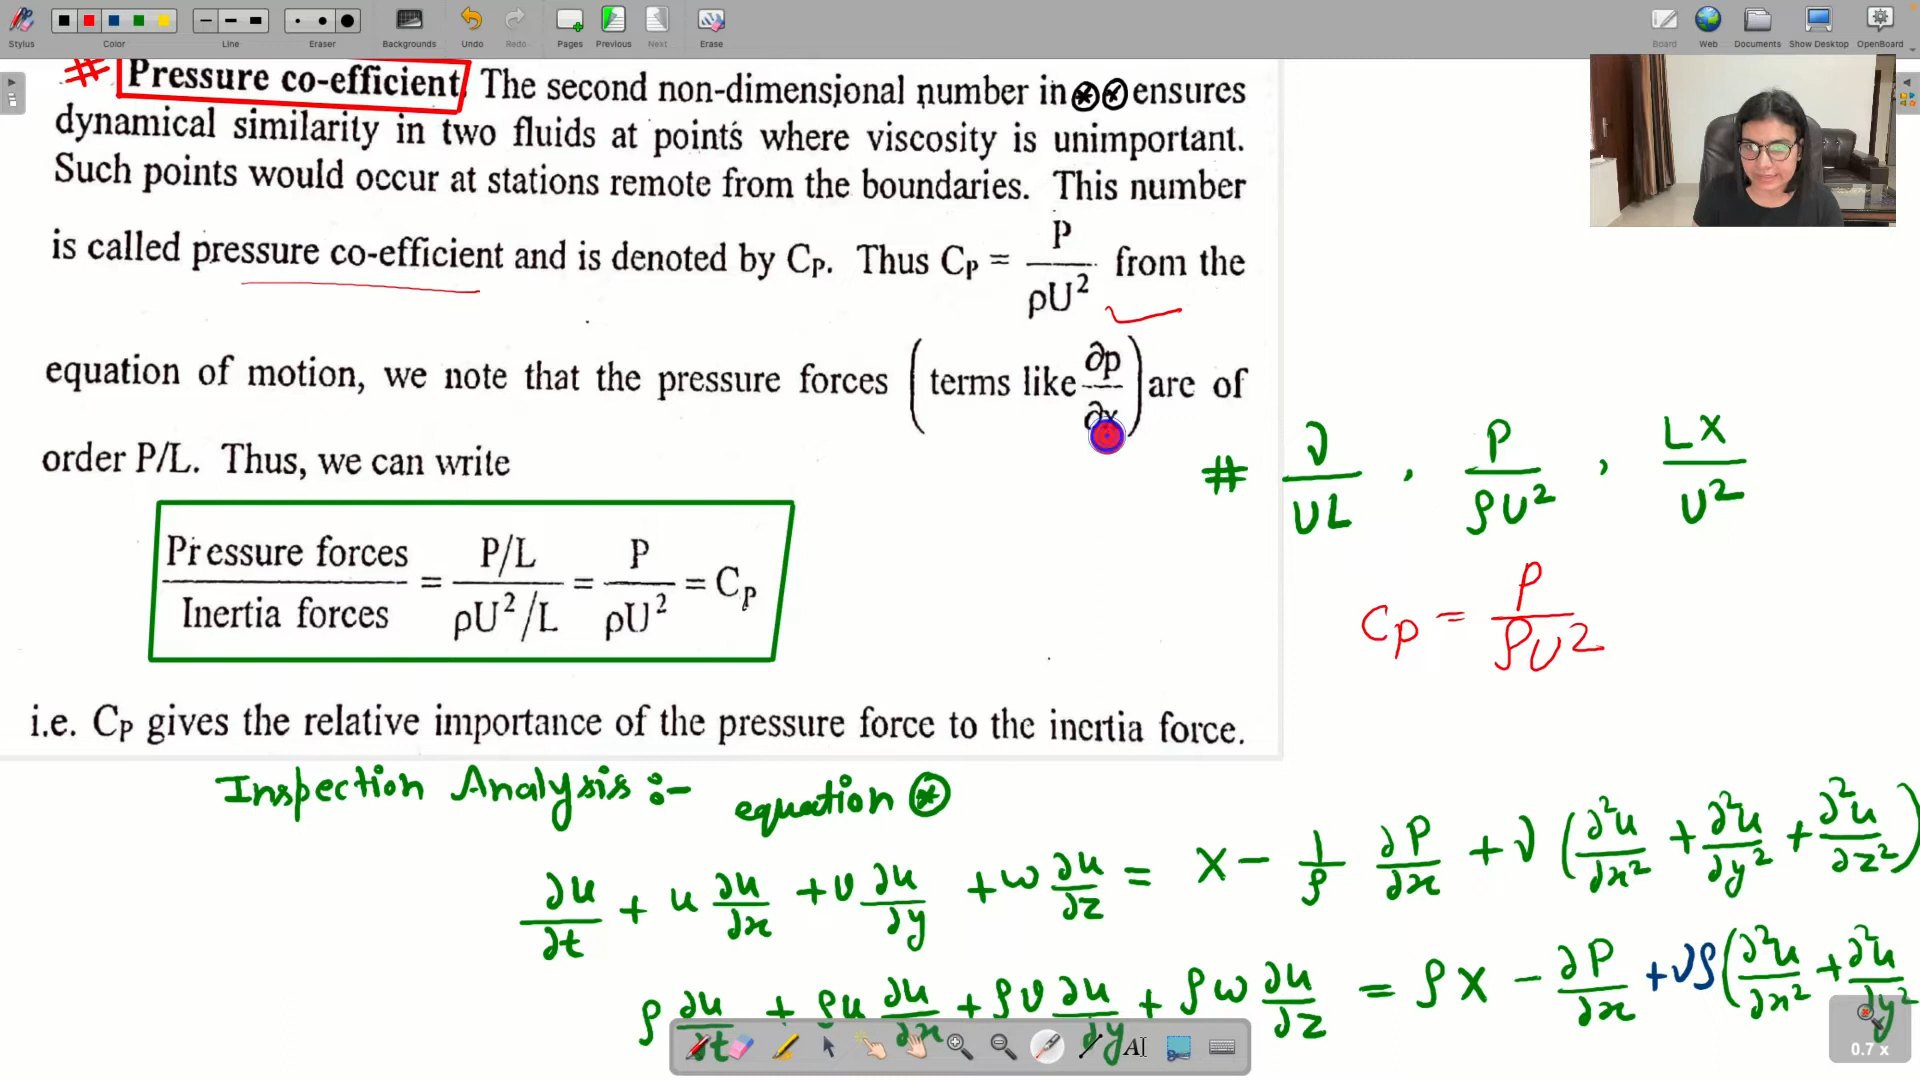 Stylus Color Line Eraser Backgrounds Undo Redo Pages Previous Next Erase Board Web Documents Show Desktop OpenBoard
# Pressure co-efficient The second non-dimensional number in ⊛⊛ ensures
dynamical similarity in two fluids at points where viscosity is unimportant.
Such points would occur at stations remote from the boundaries. This number
is called pressure co-efficient and is denoted by C_P. Thus C_P = P/ρU² from the
equation of motion, we note that the pressure forces (terms like ∂p/∂x) are of
order P/L. Thus, we can write
Pressure forces/Inertia forces = (P/L)/(ρU²/L) = P/ρU² = C_p
i.e. C_P gives the relative importance of the pressure force to the inertia force.
# ν/UL , P/ρU² , LX/U²
C_p = P/ρU²
Inspection Analysis :- equation ⊛
∂u/∂t + u ∂u/∂x + v ∂u/∂y + w ∂u/∂z = X - 1/ρ ∂P/∂x + ν (∂²u/∂x² + ∂²u/∂y² + ∂²u/∂z²)
ρ ∂u/∂t + ρu ∂u/∂x + ρv ∂u/∂y + ρw ∂u/∂z = ρX - ∂P/∂x + νρ (∂²u/∂x² + ∂²u/∂y²
0.7 x